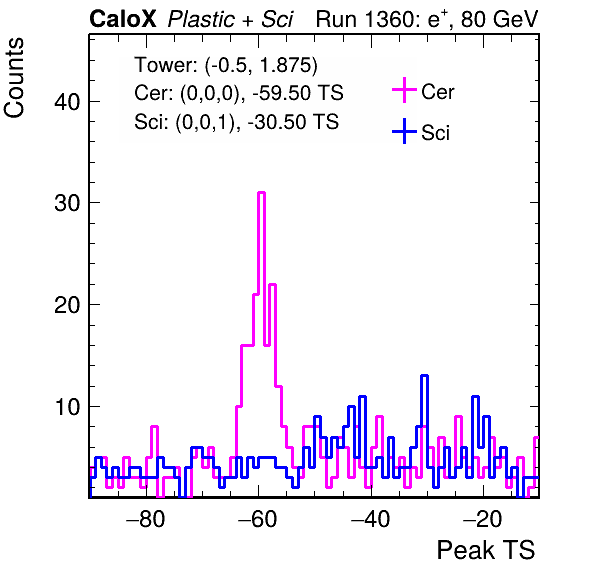 CaloX Plastic + Sci Run 1360: e⁺, 80 GeV
Counts
Tower: (-0.5, 1.875)
Cer: (0,0,0), -59.50 TS
Sci: (0,0,1), -30.50 TS
Cer
Sci
40
30
20
10
−80 −60 −40 −20
Peak TS